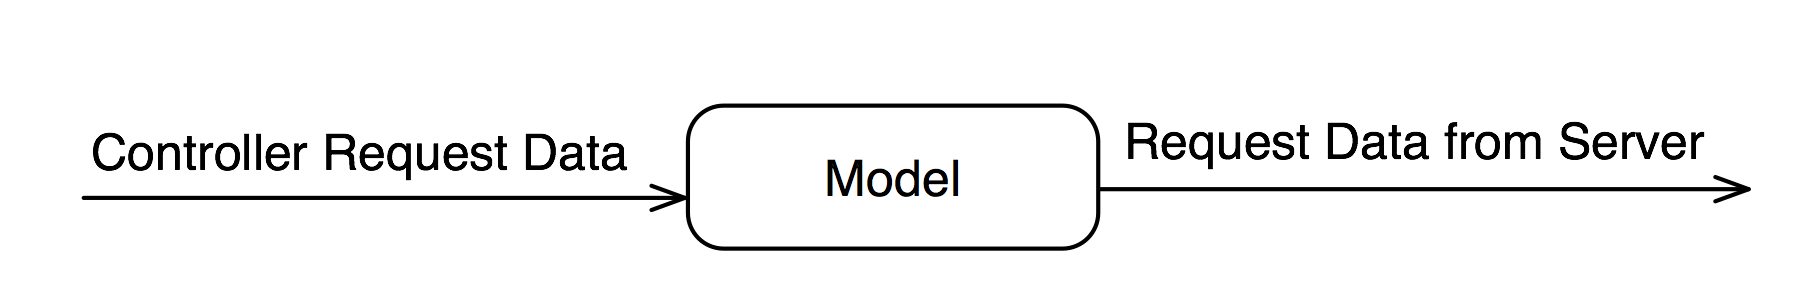 Controller Request Data
Model
Request Data from Server